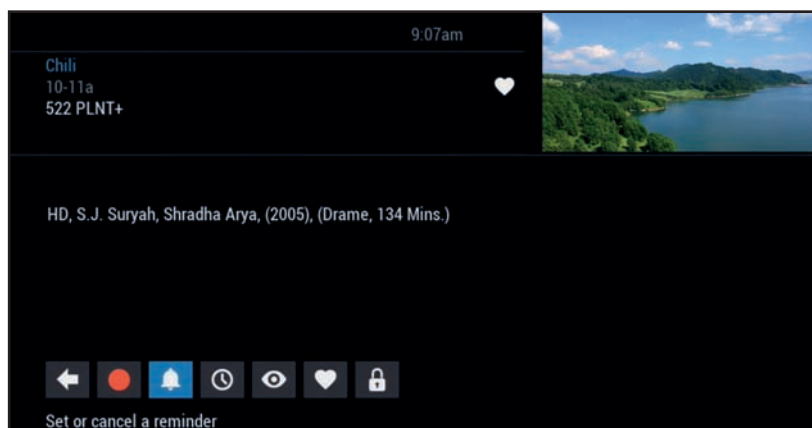 9:07am
Chili
10-11a
522 PLNT+
HD, S.J. Suryah, Shradha Arya, (2005), (Drame, 134 Mins.)
Set or cancel a reminder